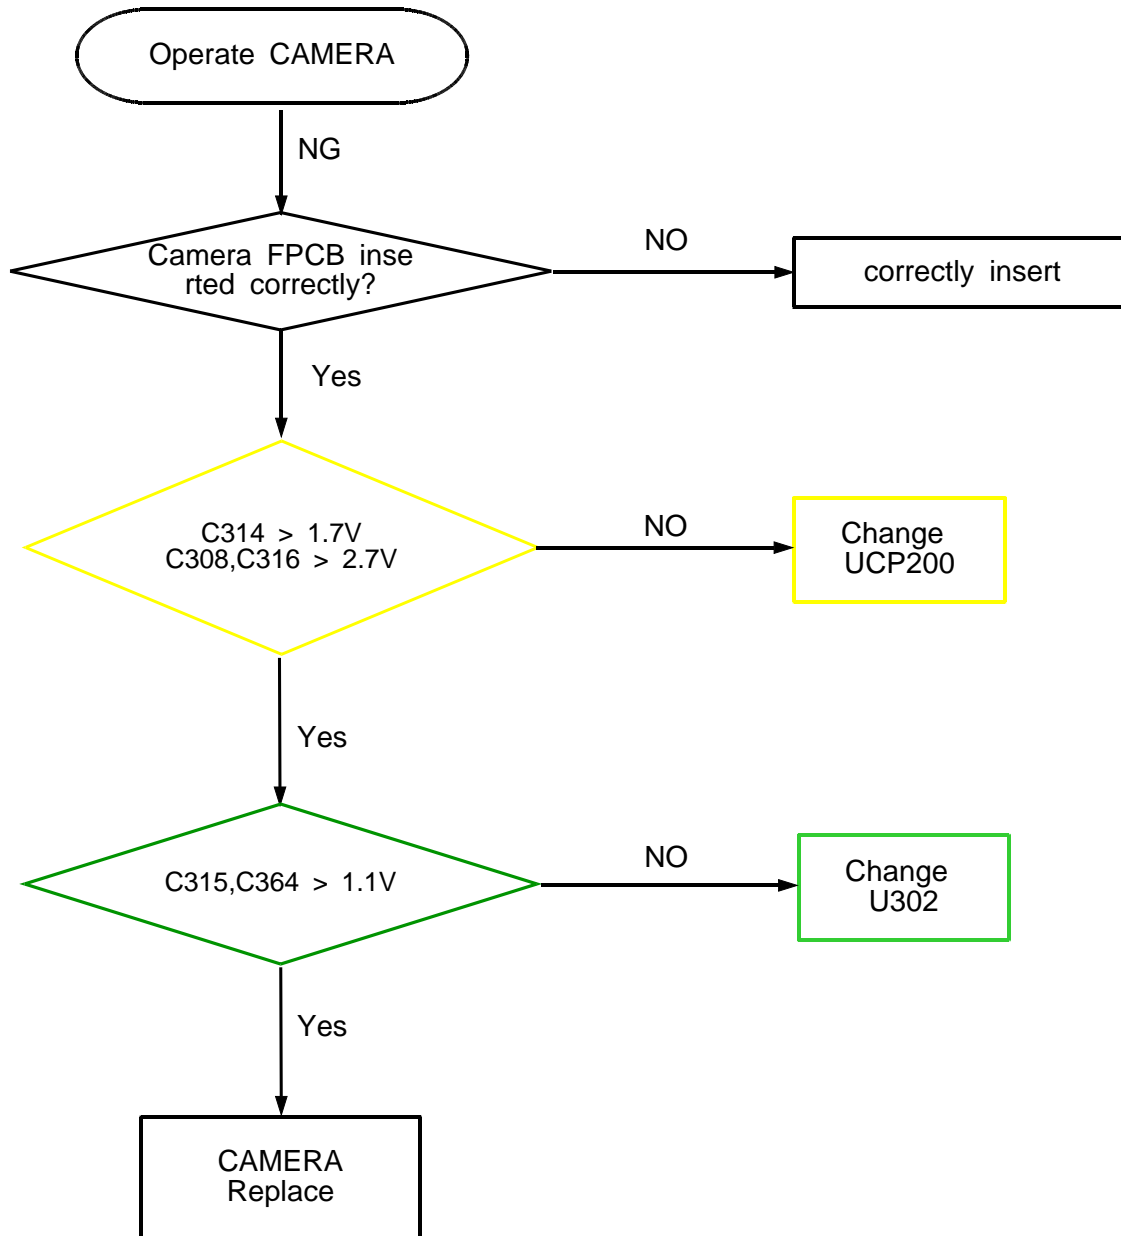 Operate CAMERA
NG
Camera FPCB inse
rted correctly?
NO
correctly insert
Yes
C314 > 1.7V
C308,C316 > 2.7V
NO
Change
UCP200
Yes
C315,C364 > 1.1V
NO
Change
U302
Yes
CAMERA
Replace